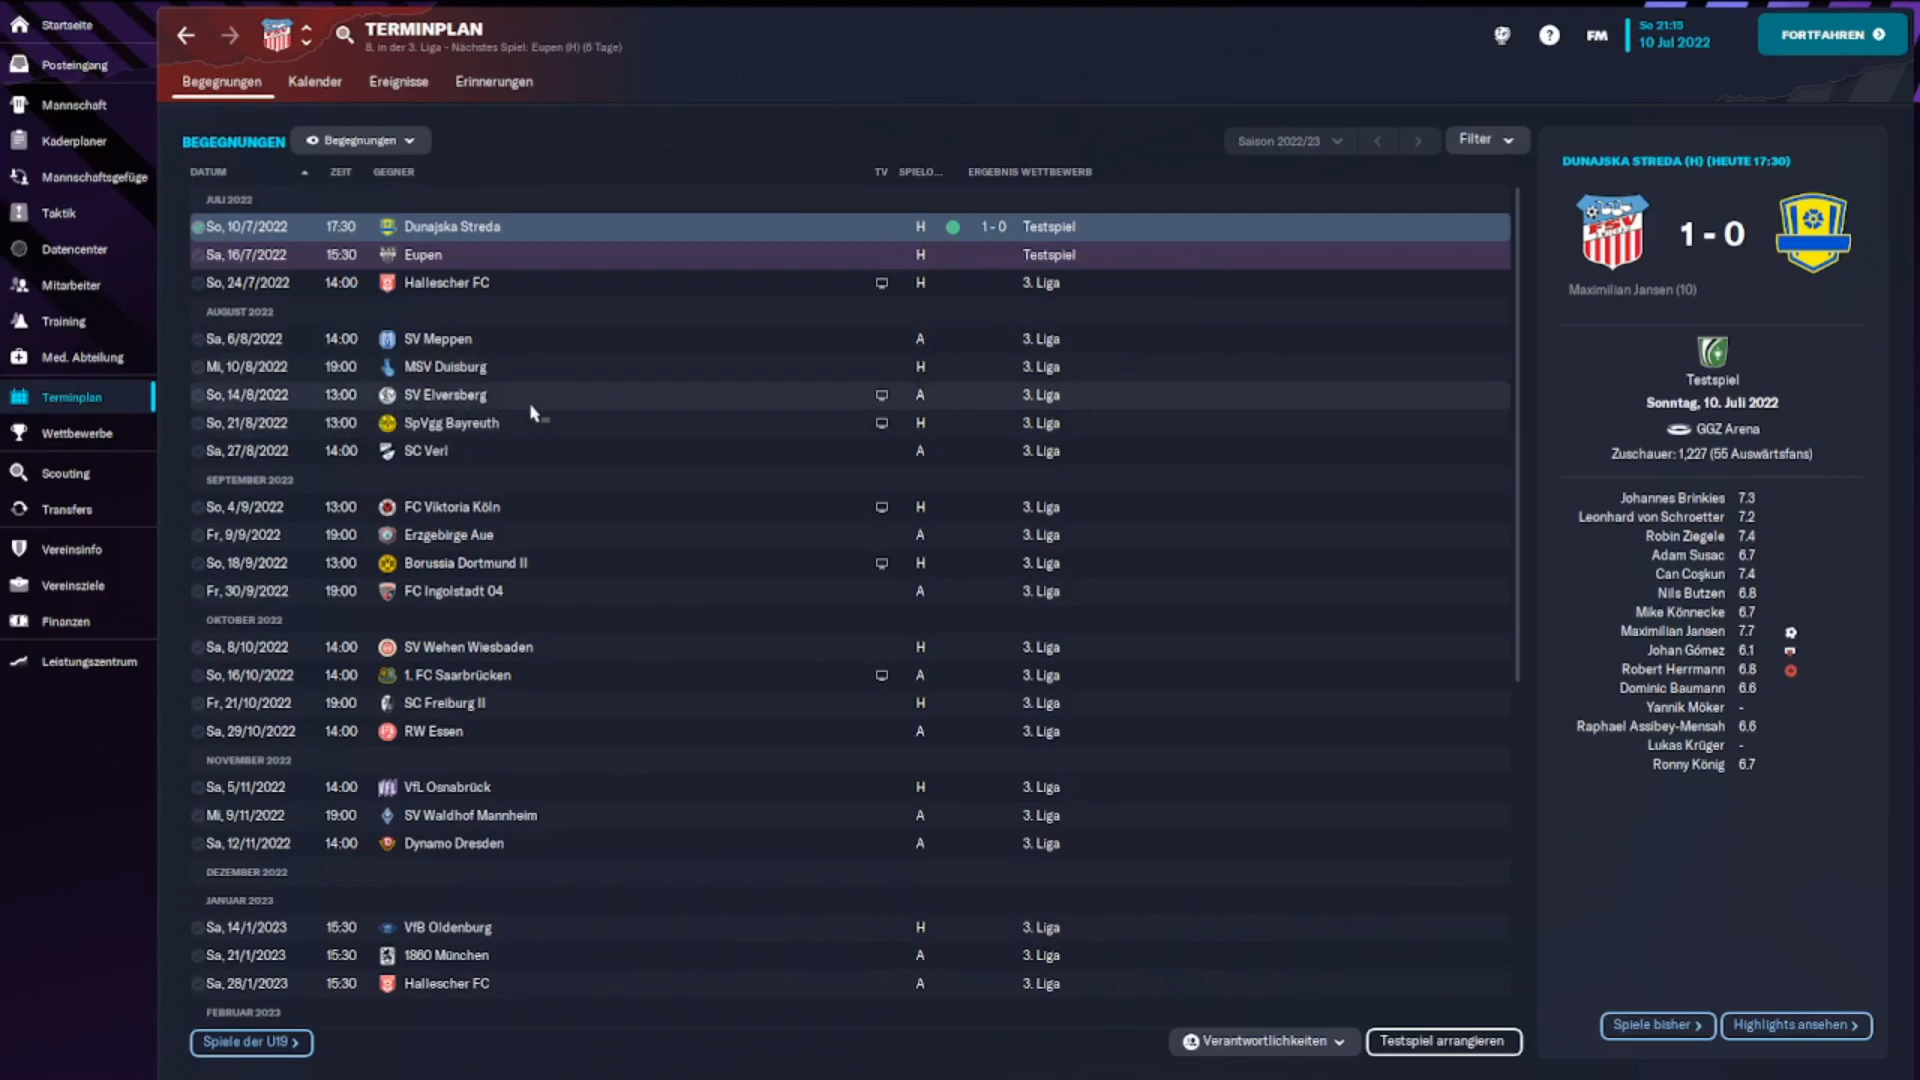 Startseite
Posteingang
Mannschaft
Kaderplaner
Mannschaftsgefüge
Taktik
Datencenter
Mitarbeiter
Training
Med. Abteilung
Terminplan
Wettbewerbe
Scouting
Transfers
Vereinsinfo
Vereinsziele
Finanzen
Leistungszentrum
TERMINPLAN
8. in der 3. Liga - Nächstes Spiel: Eupen (H) (6 Tage)
? FM So 21:15
10 Jul 2022
FORTFAHREN
Begegnungen Kalender Ereignisse Erinnerungen
BEGEGNUNGEN Begegnungen Saison 2022/23 Filter
DATUM ZEIT GEGNER TV SPIELO... ERGEBNIS WETTBEWERB
JULI 2022
So, 10/7/2022 17:30 Dunajska Streda H 1 - 0 Testspiel
Sa, 16/7/2022 15:30 Eupen H Testspiel
So, 24/7/2022 14:00 Hallescher FC H 3. Liga
AUGUST 2022
Sa, 6/8/2022 14:00 SV Meppen A 3. Liga
Mi, 10/8/2022 19:00 MSV Duisburg H 3. Liga
So, 14/8/2022 13:00 SV Elversberg A 3. Liga
So, 21/8/2022 13:00 SpVgg Bayreuth H 3. Liga
Sa, 27/8/2022 14:00 SC Verl A 3. Liga
SEPTEMBER 2022
So, 4/9/2022 13:00 FC Viktoria Köln H 3. Liga
Fr, 9/9/2022 19:00 Erzgebirge Aue A 3. Liga
So, 18/9/2022 13:00 Borussia Dortmund II H 3. Liga
Fr, 30/9/2022 19:00 FC Ingolstadt 04 A 3. Liga
OKTOBER 2022
Sa, 8/10/2022 14:00 SV Wehen Wiesbaden H 3. Liga
So, 16/10/2022 14:00 1. FC Saarbrücken A 3. Liga
Fr, 21/10/2022 19:00 SC Freiburg II H 3. Liga
Sa, 29/10/2022 14:00 RW Essen A 3. Liga
NOVEMBER 2022
Sa, 5/11/2022 14:00 VfL Osnabrück H 3. Liga
Mi, 9/11/2022 19:00 SV Waldhof Mannheim A 3. Liga
Sa, 12/11/2022 14:00 Dynamo Dresden A 3. Liga
DEZEMBER 2022
JANUAR 2023
Sa, 14/1/2023 15:30 VfB Oldenburg H 3. Liga
Sa, 21/1/2023 15:30 1860 München A 3. Liga
Sa, 28/1/2023 15:30 Hallescher FC A 3. Liga
FEBRUAR 2023
Spiele der U19 Verantwortlichkeiten Testspiel arrangieren
DUNAJSKA STREDA (H) (HEUTE 17:30)
FSV
1 - 0
Maximilian Jansen (10)
Testspiel
Sonntag, 10. Juli 2022
GGZ Arena
Zuschauer: 1,227 (55 Auswärtsfans)
Johannes Brinkies 7.3
Leonhard von Schroetter 7.2
Robin Ziegele 7.4
Adam Susac 6.7
Can Coşkun 7.4
Nils Butzen 6.8
Mike Könnecke 6.7
Maximilian Jansen 7.7
Johan Gómez 6.1
Robert Herrmann 6.8
Dominic Baumann 6.6
Yannik Möker -
Raphael Assibey-Mensah 6.6
Lukas Krüger -
Ronny König 6.7
Spiele bisher Highlights ansehen